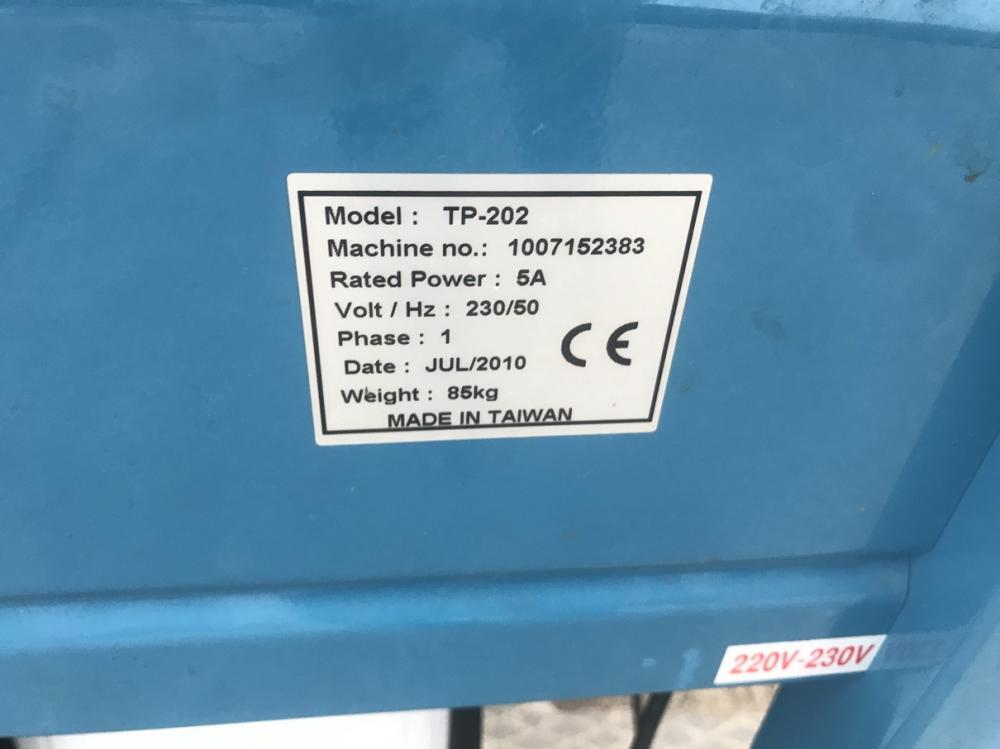 Model : TP-202
Machine no.: 1007152383
Rated Power : 5A
Volt / Hz : 230/50
Phase : 1
Date : JUL/2010
CE
Weight : 85kg
MADE IN TAIWAN
220V-230V